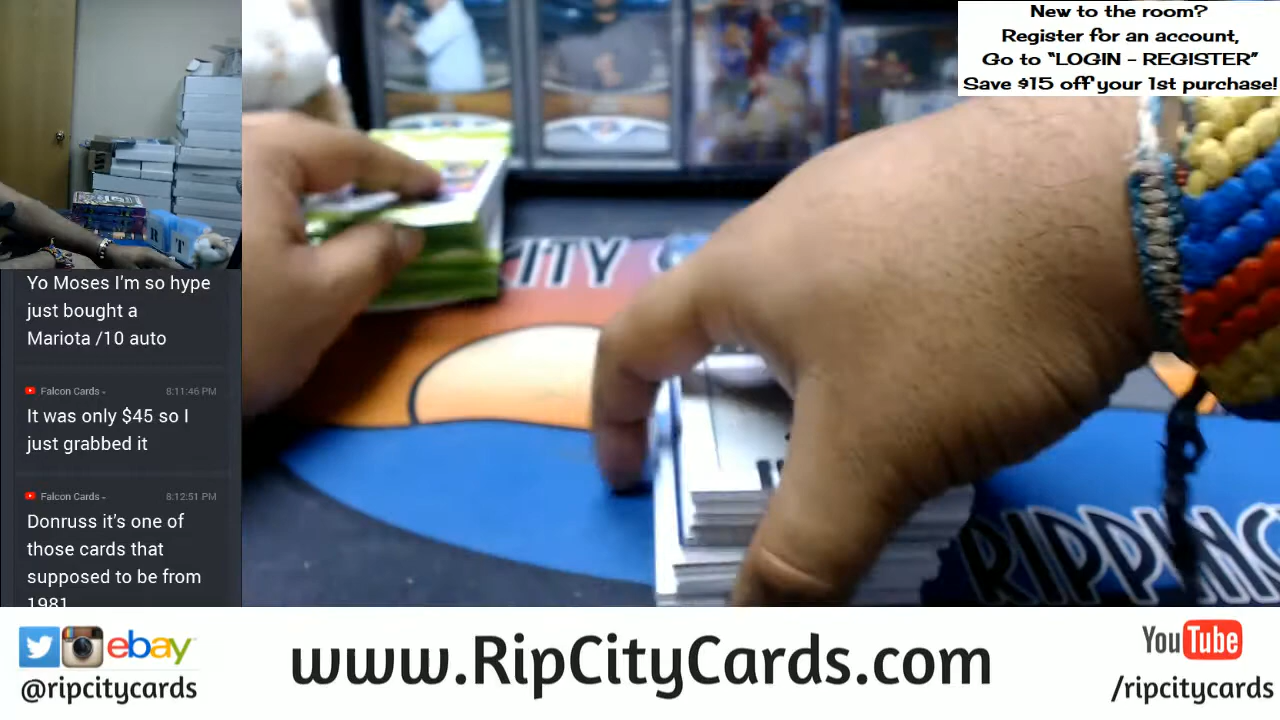 New to the room?
Register for an account,
Go to “LOGIN – REGISTER”
Save $15 off your 1st purchase!
R T
Yo Moses I'm so hype
just bought a
Mariota /10 auto
Falcon Cards
8:11:46 PM
It was only $45 so I
just grabbed it
Falcon Cards
8:12:51 PM
Donruss it's one of
those cards that
supposed to be from
1981
CITY
RIPPING
ebay
@ripcitycards
www.RipCityCards.com
YouTube
/ripcitycards